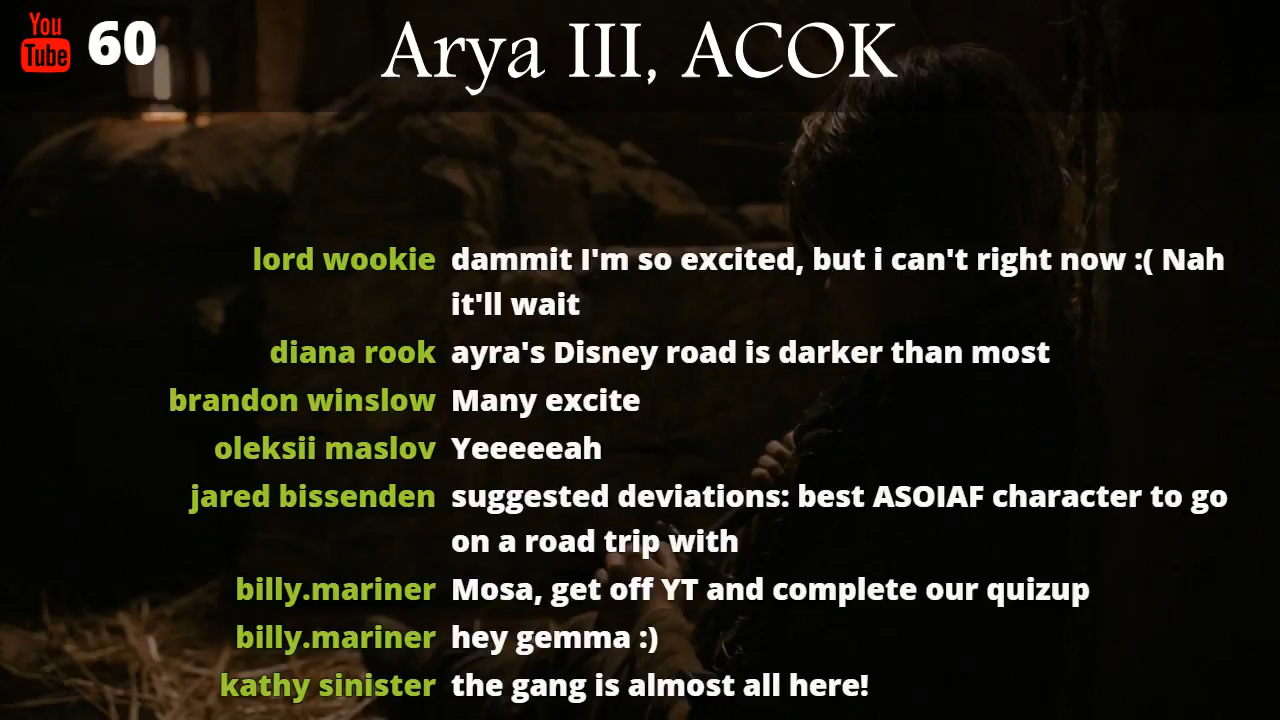 You
Tube
60
Arya III, ACOK
lord wookie dammit I'm so excited, but i can't right now :( Nah
it'll wait
diana rook ayra's Disney road is darker than most
brandon winslow Many excite
oleksii maslov Yeeeeeah
jared bissenden suggested deviations: best ASOIAF character to go
on a road trip with
billy.mariner Mosa, get off YT and complete our quizup
billy.mariner hey gemma :)
kathy sinister the gang is almost all here!